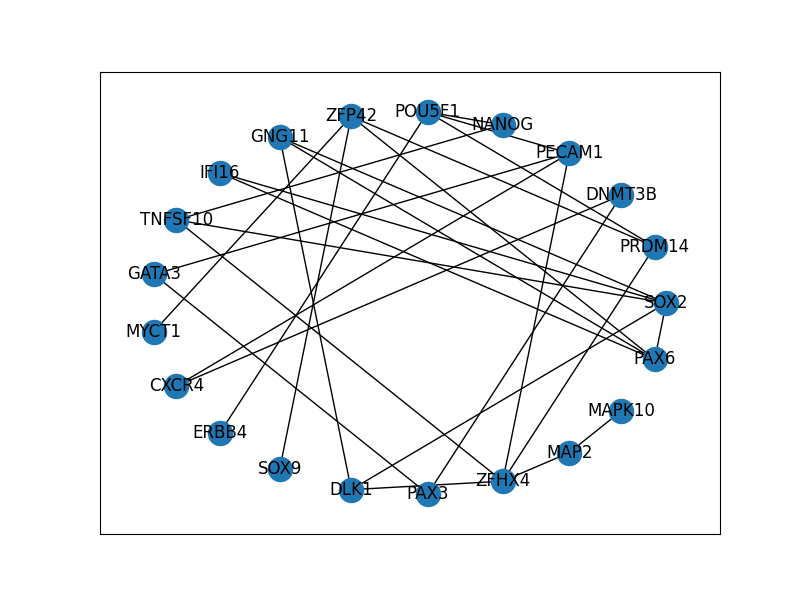 POU5F1
ZFP42
NANOG
GNG11
PECAM1
IFI16
DNMT3B
TNFSF10
PRDM14
GATA3
SOX2
MYCT1
PAX6
CXCR4
MAPK10
ERBB4
MAP2
SOX9
ZFHX4
DLK1
PAX3